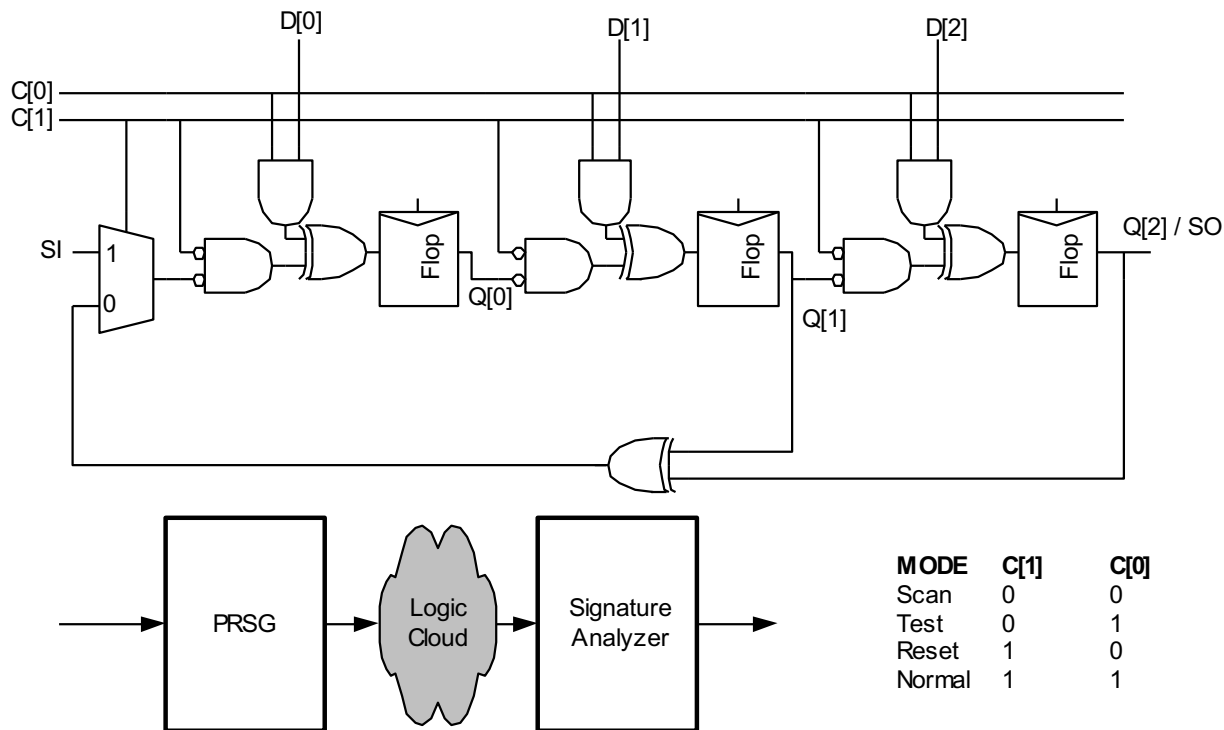 D[0]
D[1]
D[2]
C[0]
C[1]
SI
1
0
Flop
Q[0]
Flop
Q[1]
Flop
Q[2] / SO
PRSG
Logic
Cloud
Signature
Analyzer
MODE C[1] C[0]
Scan 0 0
Test 0 1
Reset 1 0
Normal 1 1